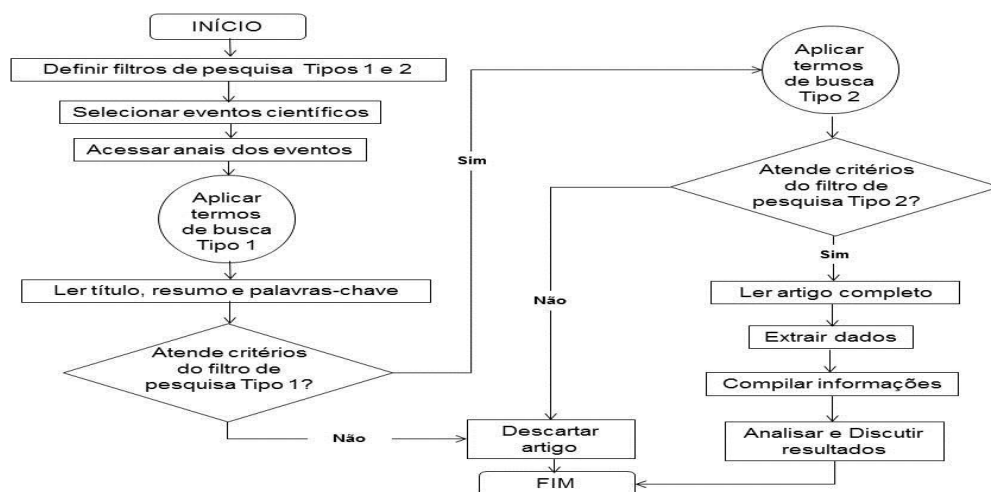 INÍCIO
Definir filtros de pesquisa Tipos 1 e 2
Selecionar eventos científicos
Acessar anais dos eventos
Aplicar
termos
de busca
Tipo 1
Ler título, resumo e palavras-chave
Atende critérios
do filtro de
pesquisa Tipo 1?
Não
Sim
Aplicar
termos
de busca
Tipo 2
Atende critérios
do filtro de
pesquisa Tipo 2?
Não
Sim
Ler artigo completo
Extrair dados
Compilar informações
Analisar e Discutir
resultados
Descartar
artigo
FIM